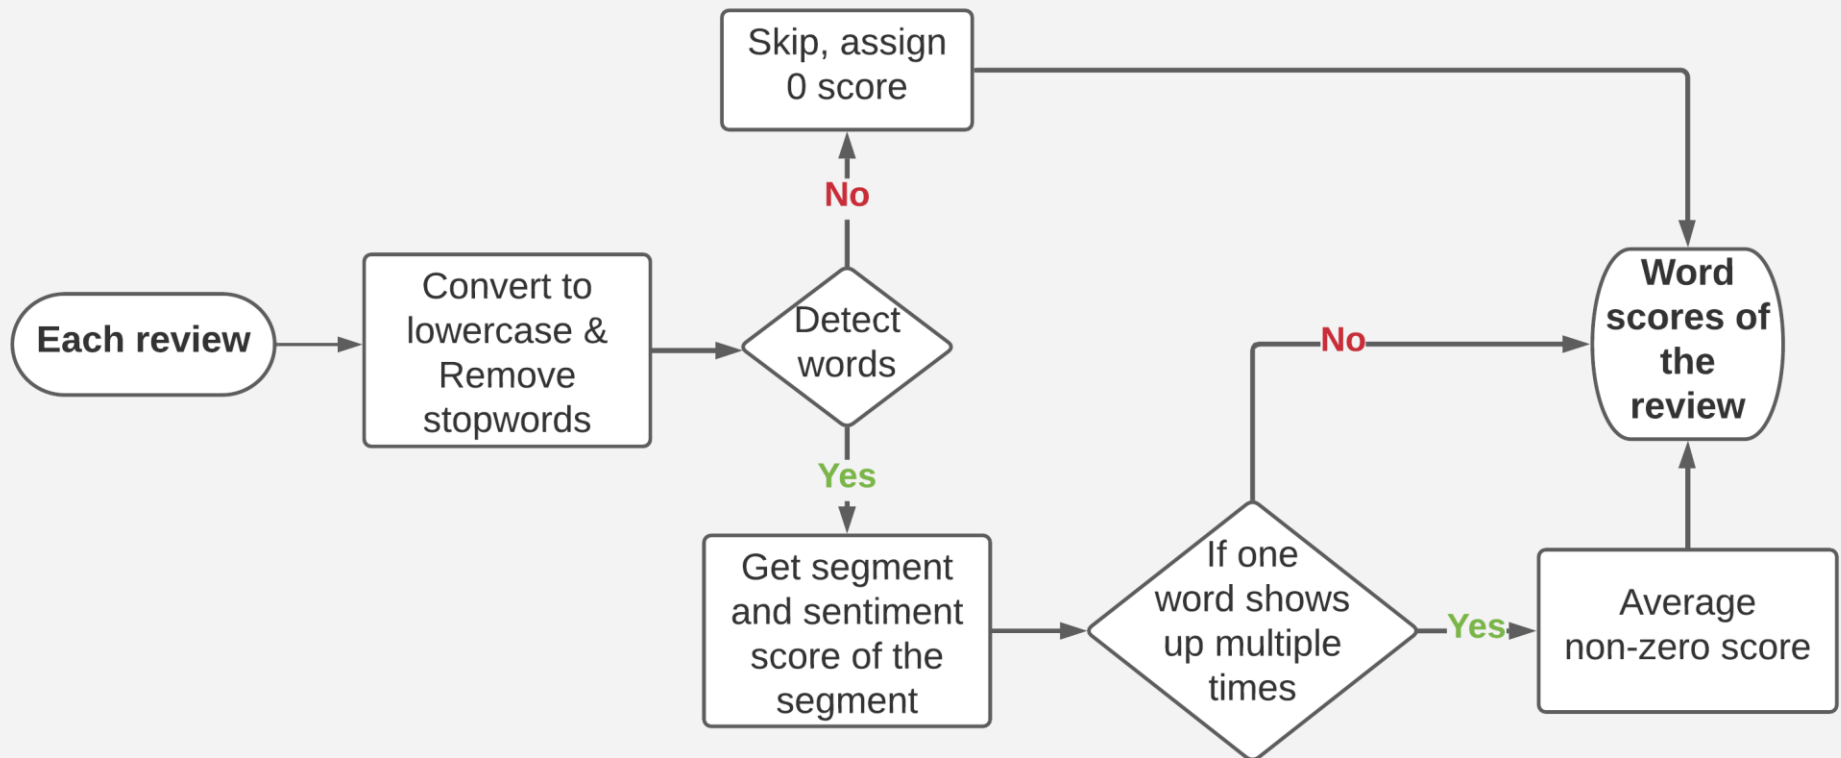 Skip, assign
0 score
No
Each review
Convert to
lowercase &
Remove
stopwords
Detect
words
Yes
Get segment
and sentiment
score of the
segment
If one
word shows
up multiple
times
No
Yes
Average
non-zero score
Word
scores of
the
review